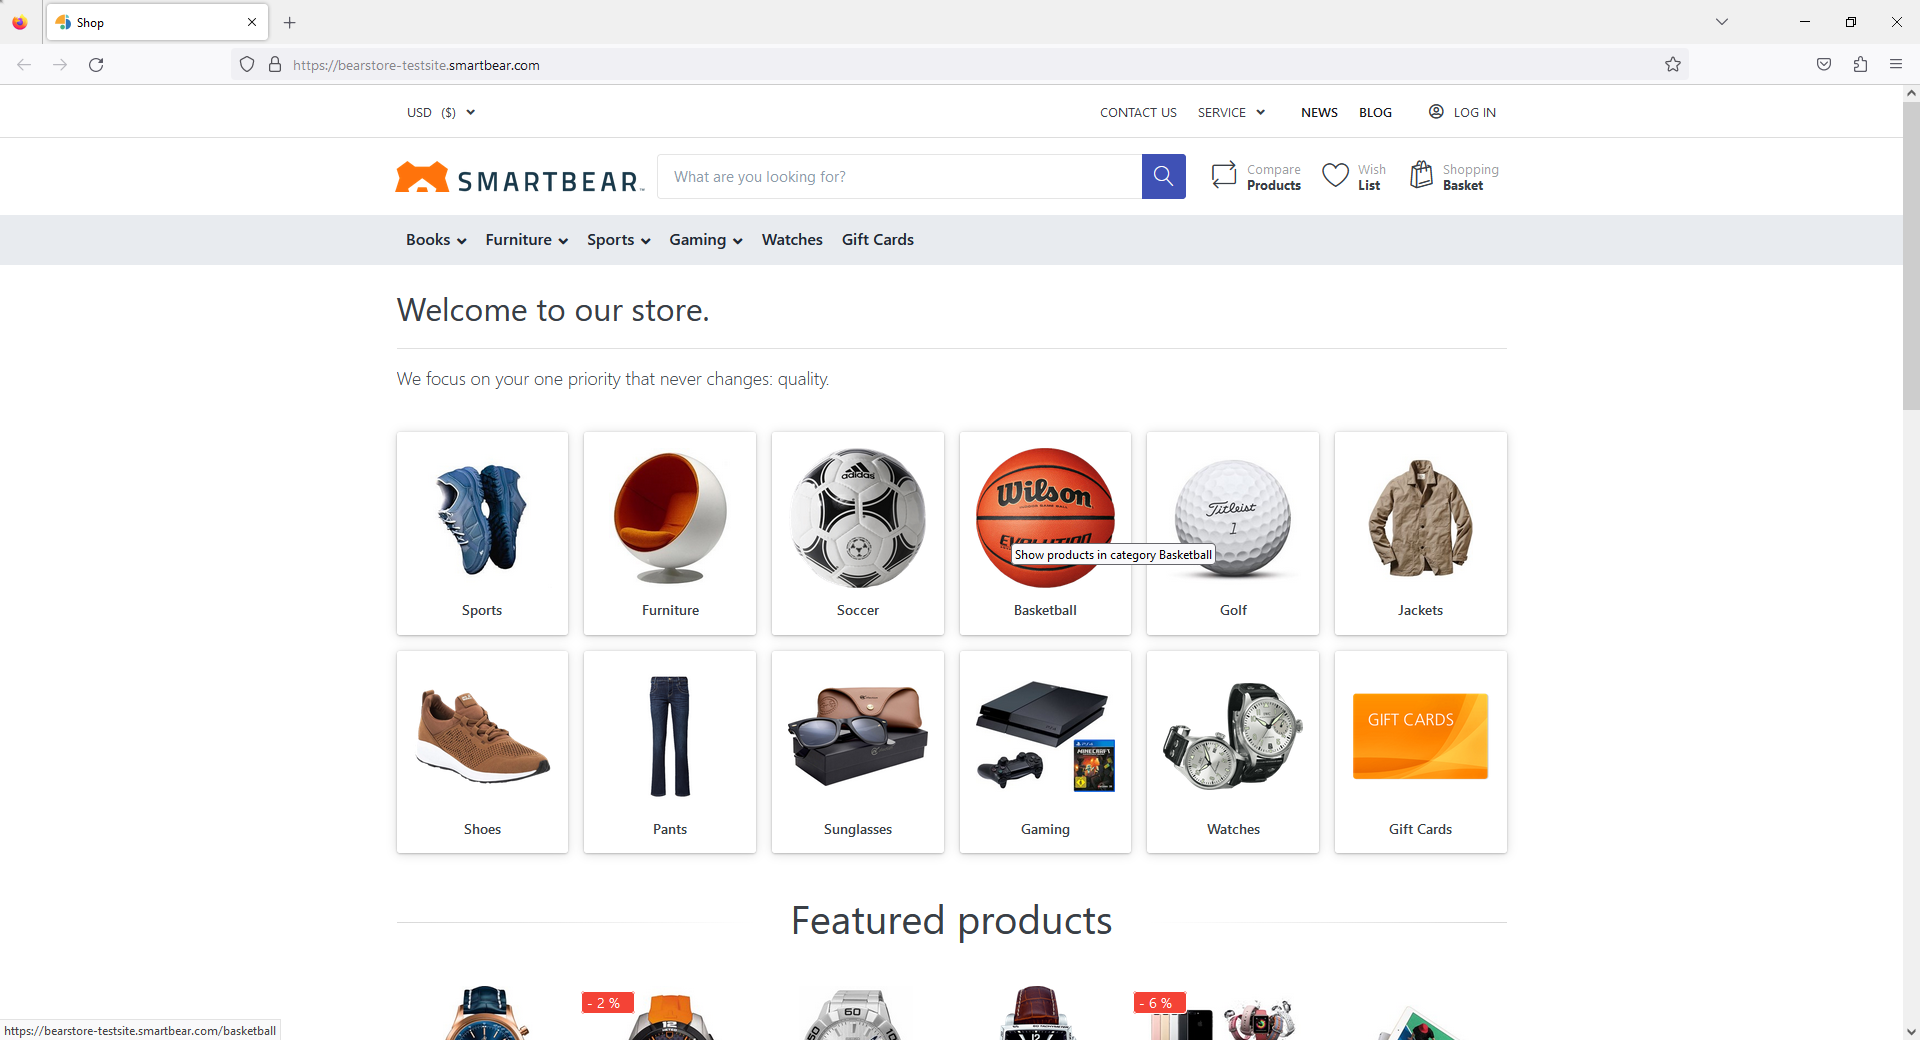 Shop
https://bearstore-testsite.smartbear.com
USD ($)
CONTACT US
SERVICE
NEWS
BLOG
LOG IN
SMARTBEAR
What are you looking for?
Compare
Products
Wish
List
Shopping
Basket
Books
Furniture
Sports
Gaming
Watches
Gift Cards
Welcome to our store.
We focus on your one priority that never changes: quality.
adidas
Wilson
EVOLUTION
Show products in category Basketball
Titleist
1
Sports
Furniture
Soccer
Basketball
Golf
Jackets
MINECRAFT
GIFT CARDS
Shoes
Pants
Sunglasses
Gaming
Watches
Gift Cards
Featured products
- 2 %
12
60
- 6 %
https://bearstore-testsite.smartbear.com/basketball